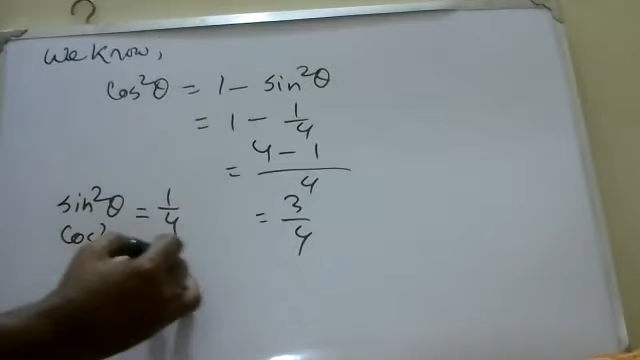 ?
We know,
cos²θ = 1 - sin²θ
= 1 - 1/4
= (4 - 1)/4
= 3/4
sin²θ = 1/4
cos²